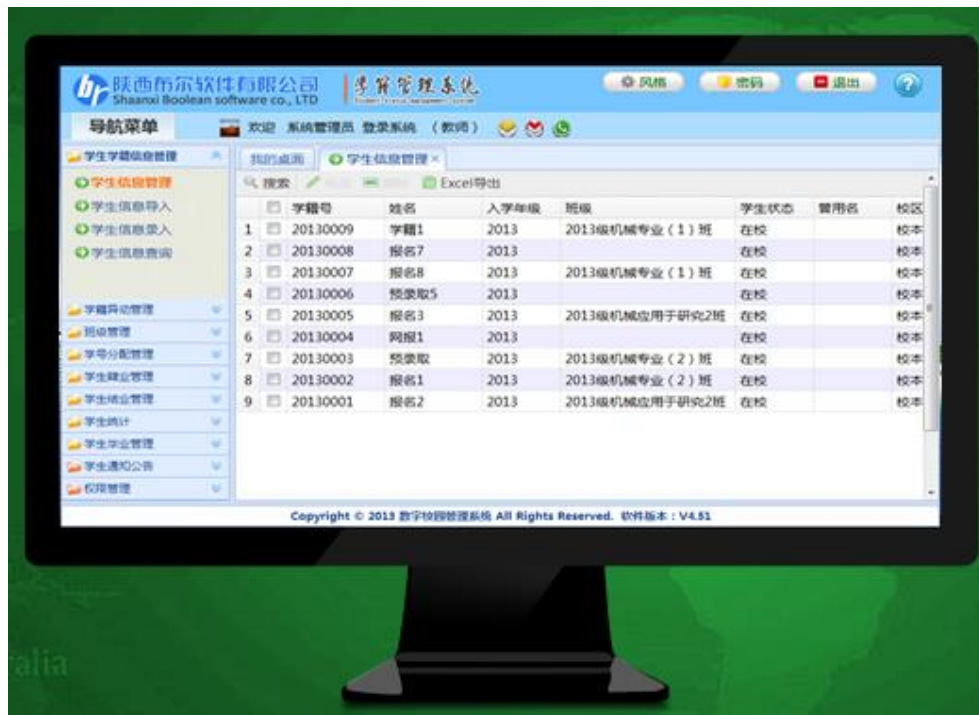 陕西布尔软件有限公司 学籍管理系统 风格 密码 退出
Shaanxi Boolean software co., LTD
导航菜单 欢迎 系统管理员 登录系统 （教师）
学生学籍信息管理 我的桌面 学生信息管理
学生信息管理 搜索 Excel导出
学生信息导入 学籍号 姓名 入学年级 班级 学生状态 曾用名 校区
学生信息录入 1 20130009 学籍1 2013 2013级机械专业（1）班 在校 校本
学生信息查询 2 20130008 报名7 2013 在校 校本
3 20130007 报名8 2013 2013级机械专业（1）班 在校 校本
4 20130006 预录取5 2013 在校 校本
学籍异动管理 5 20130005 报名3 2013 2013级机械应用于研究2班 在校 校本
班级管理 6 20130004 网报1 2013 在校 校本
学号分配管理 7 20130003 预录取 2013 2013级机械专业（2）班 在校 校本
学生肄业管理 8 20130002 报名1 2013 2013级机械专业（2）班 在校 校本
学生结业管理 9 20130001 报名2 2013 2013级机械应用于研究2班 在校 校本
学生统计
学生毕业管理
学生通知公告
权限管理
Copyright © 2013 数字校园管理系统 All Rights Reserved. 软件版本：V4.51
alia